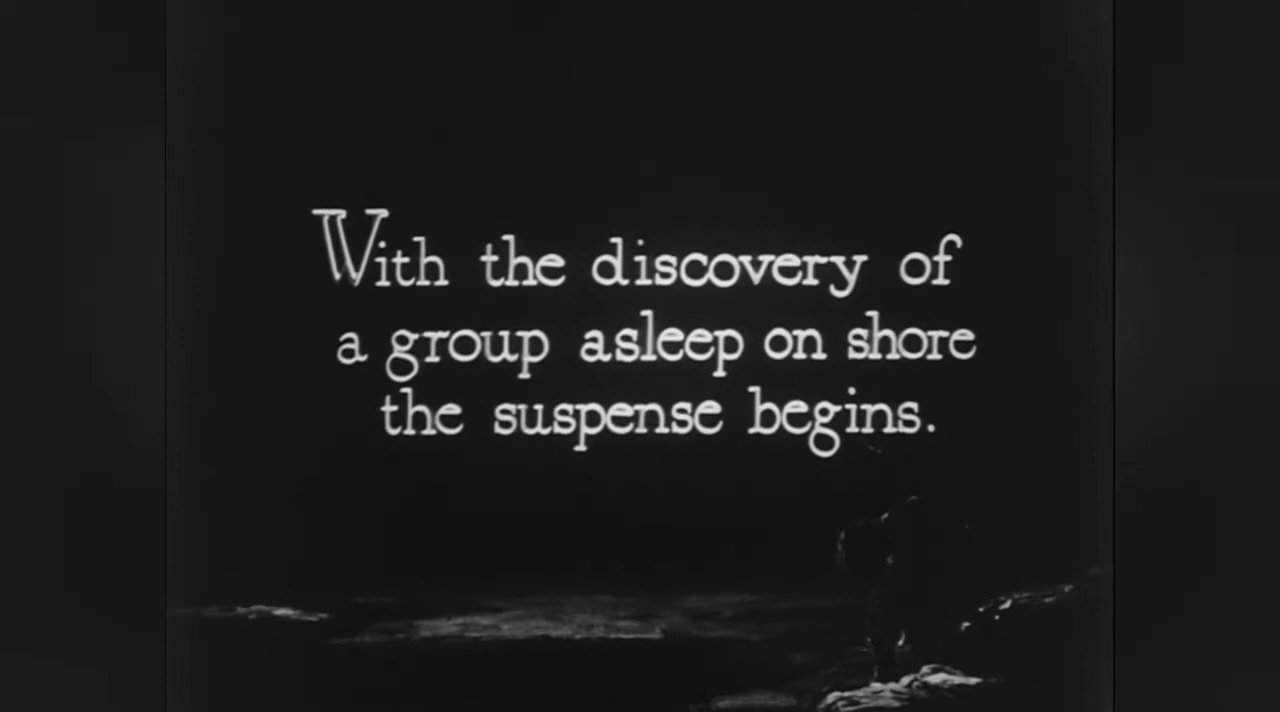 With the discovery of
a group asleep on shore
the suspense begins.